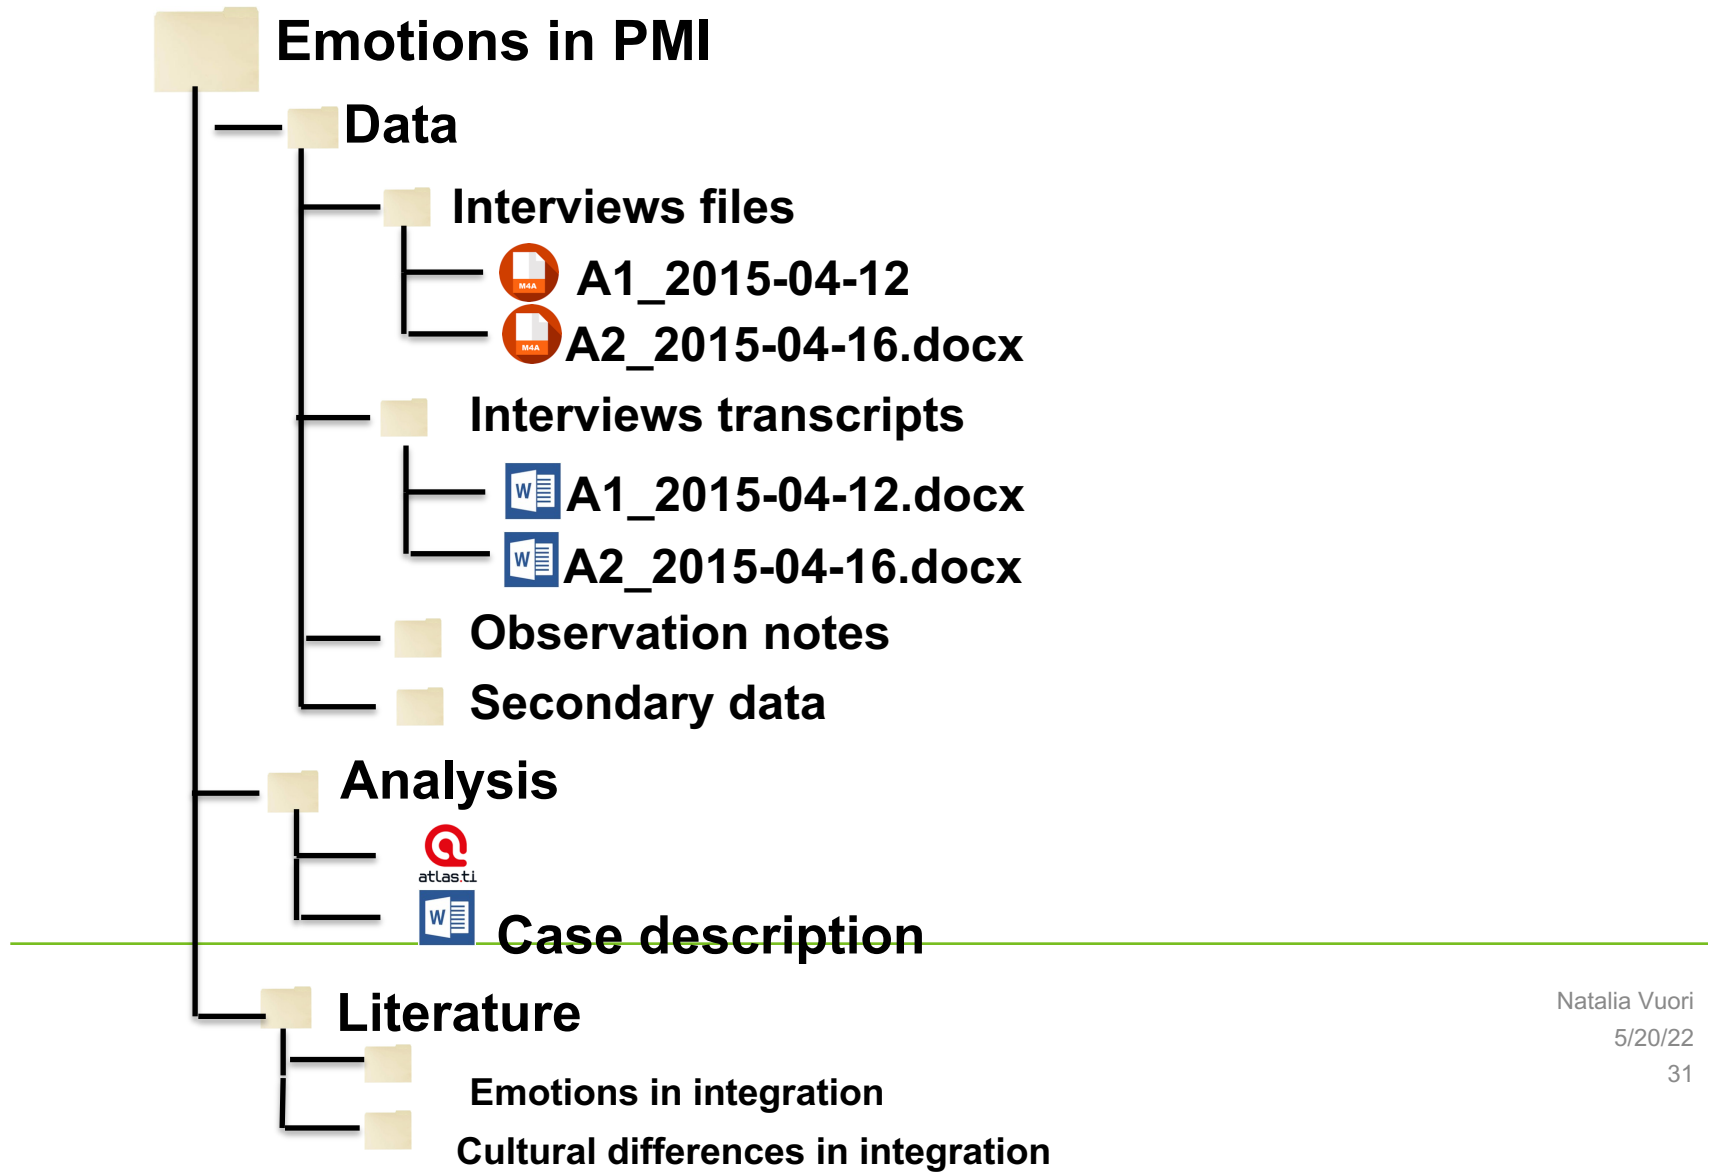 Emotions in PMI
Data
Interviews files
M4A
A1_2015-04-12
M4A
A2_2015-04-16.docx
Interviews transcripts
W
A1_2015-04-12.docx
W
A2_2015-04-16.docx
Observation notes
Secondary data
Analysis
atlas.ti
W
Case description
Literature
Emotions in integration
Cultural differences in integration
Natalia Vuori
5/20/22
31